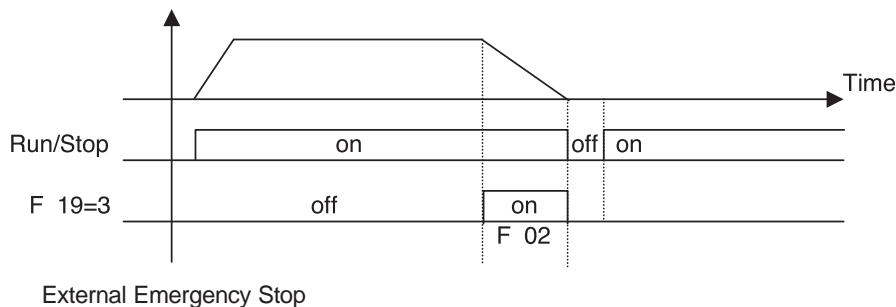 Time
Run/Stop on off on
F 19=3 off on
F 02
External Emergency Stop